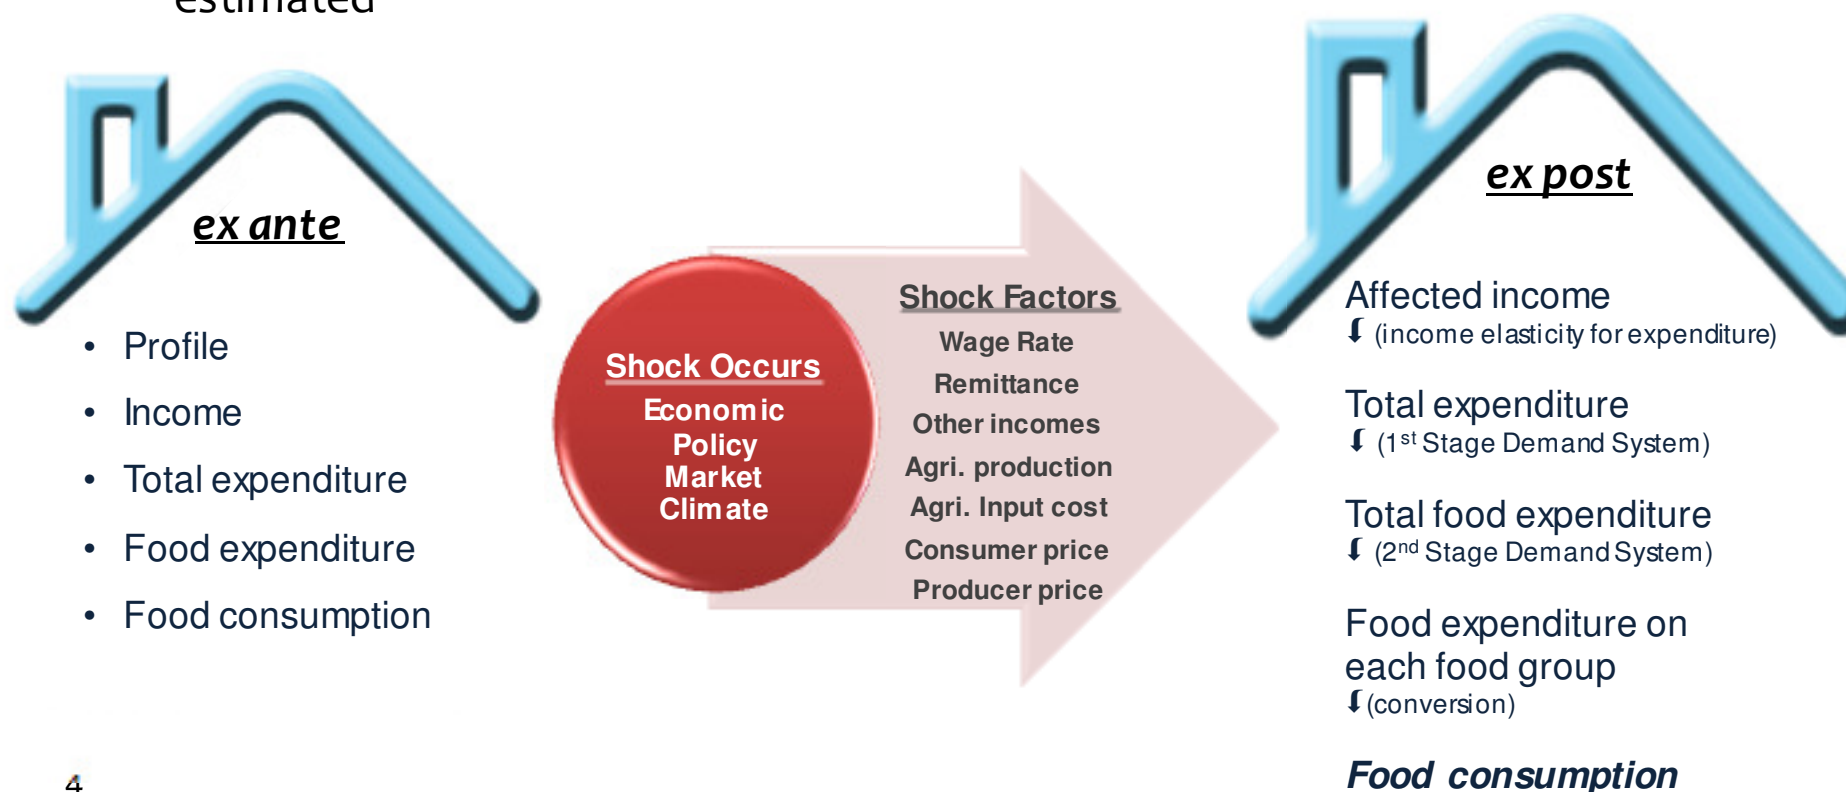 estimated
ex ante
• Profile
• Income
• Total expenditure
• Food expenditure
• Food consumption
Shock Occurs
Economic
Policy
Market
Climate
Shock Factors
Wage Rate
Remittance
Other incomes
Agri. production
Agri. Input cost
Consumer price
Producer price
ex post
Affected income
(income elasticity for expenditure)
Total expenditure
(1st Stage Demand System)
Total food expenditure
(2nd Stage Demand System)
Food expenditure on
each food group
(conversion)
Food consumption
4